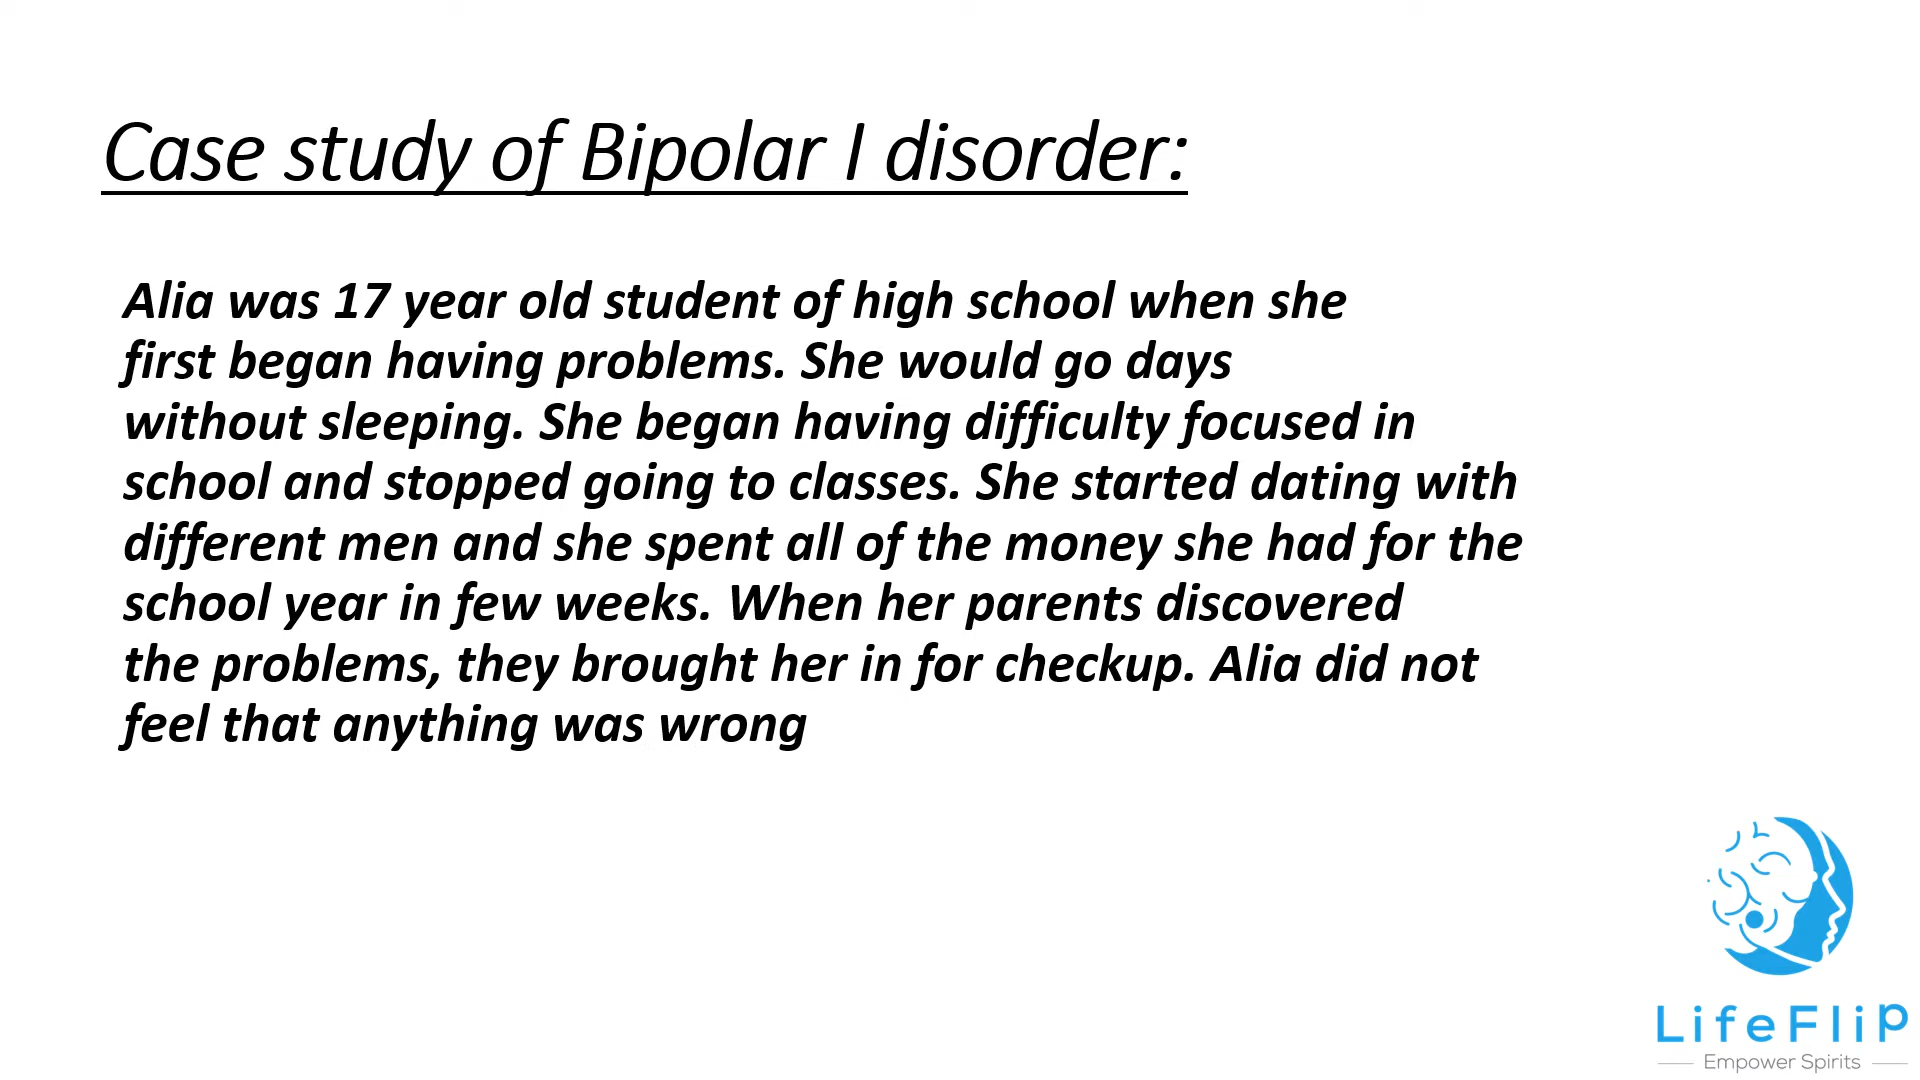 Case study of Bipolar I disorder:
Alia was 17 year old student of high school when she
first began having problems. She would go days
without sleeping. She began having difficulty focused in
school and stopped going to classes. She started dating with
different men and she spent all of the money she had for the
school year in few weeks. When her parents discovered
the problems, they brought her in for checkup. Alia did not
feel that anything was wrong
LifeFlip
Empower Spirits